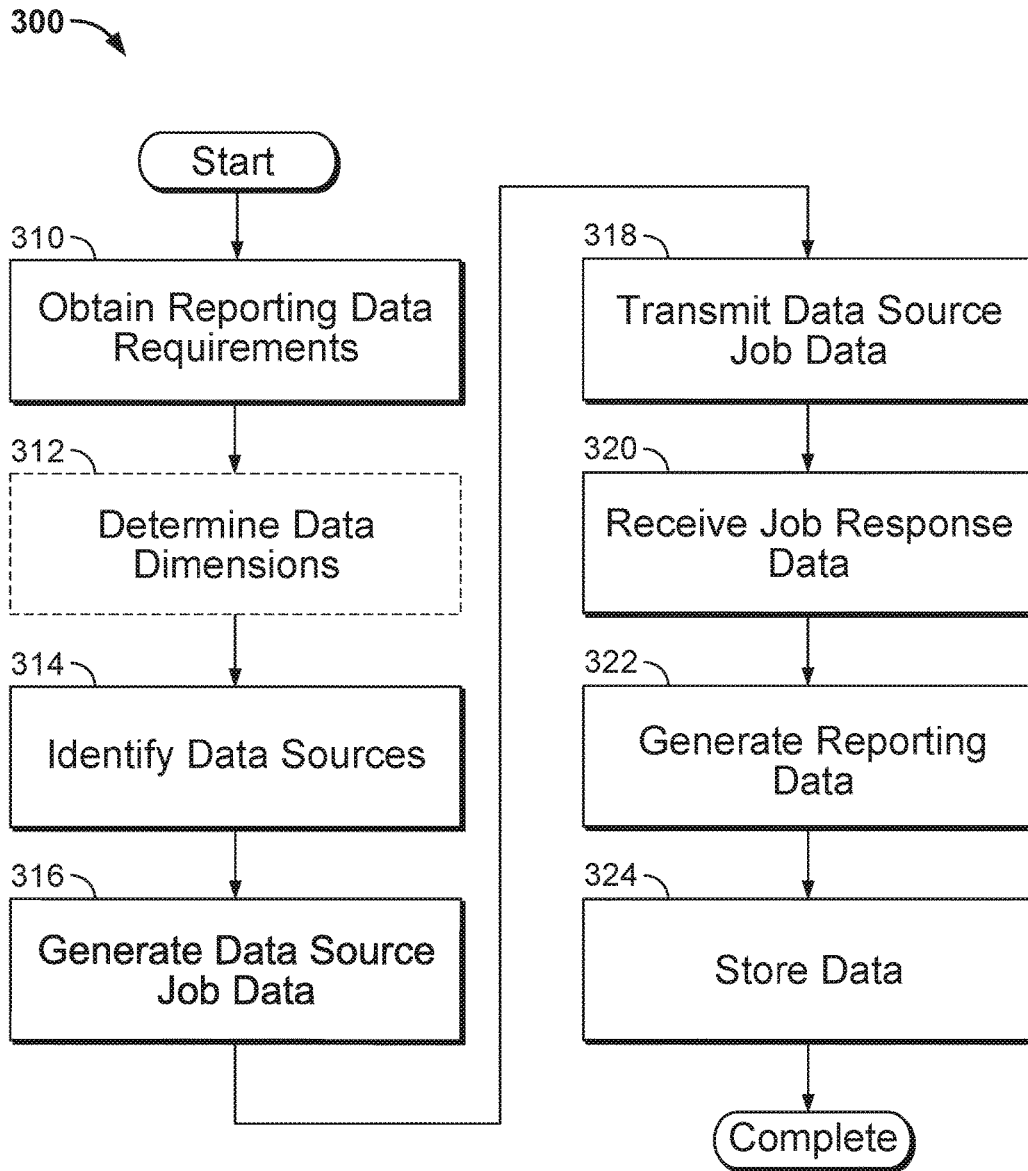 300
Start
310
Obtain Reporting Data
Requirements
312
Determine Data
Dimensions
314
Identify Data Sources
316
Generate Data Source
Job Data
318
Transmit Data Source
Job Data
320
Receive Job Response
Data
322
Generate Reporting
Data
324
Store Data
Complete